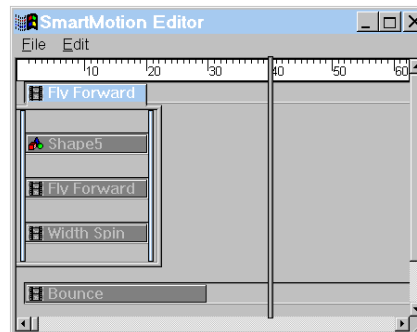 SmartMotion Editor
File Edit
10 20 30 40 50 60
Fly Forward
Shape5
Fly Forward
Width Spin
Bounce